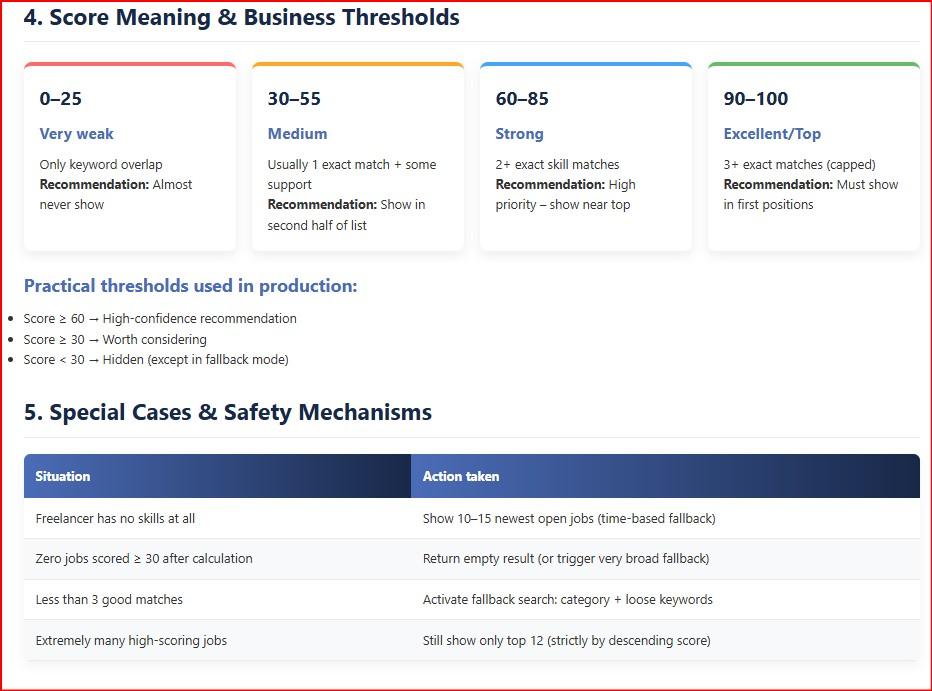 4. Score Meaning & Business Thresholds
0–25
Very weak
Only keyword overlap
Recommendation: Almost
never show
30–55
Medium
Usually 1 exact match + some
support
Recommendation: Show in
second half of list
60–85
Strong
2+ exact skill matches
Recommendation: High
priority – show near top
90–100
Excellent/Top
3+ exact matches (capped)
Recommendation: Must show
in first positions
Practical thresholds used in production:
• Score ≥ 60 → High-confidence recommendation
• Score ≥ 30 → Worth considering
• Score < 30 → Hidden (except in fallback mode)
5. Special Cases & Safety Mechanisms
Situation Action taken
Freelancer has no skills at all Show 10–15 newest open jobs (time-based fallback)
Zero jobs scored ≥ 30 after calculation Return empty result (or trigger very broad fallback)
Less than 3 good matches Activate fallback search: category + loose keywords
Extremely many high-scoring jobs Still show only top 12 (strictly by descending score)